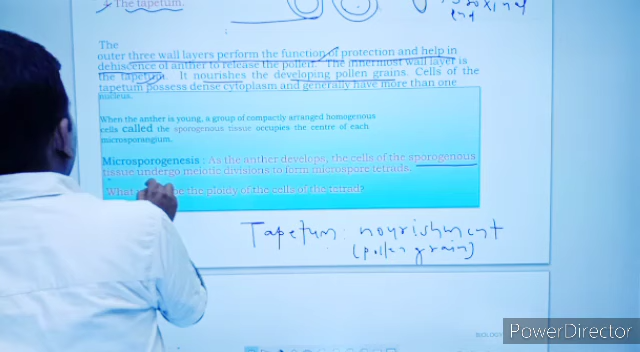 4. The tapetum.
The
outer three wall layers perform the function of protection and help in
dehiscence of anther to release the pollen. The innermost wall layer is
the tapetum. It nourishes the developing pollen grains. Cells of the
tapetum possess dense cytoplasm and generally have more than one
nucleus.
When the anther is young, a group of compactly arranged homogenous
cells called the sporogenous tissue occupies the centre of each
microsporangium.
Microsporogenesis : As the anther develops, the cells of the sporogenous
tissue undergo meiotic divisions to form microspore tetrads.
What be the ploidy of the cells of the tetrad?
Tapetum: nourishment
(pollen grain)
BIOLOGY
PowerDirector